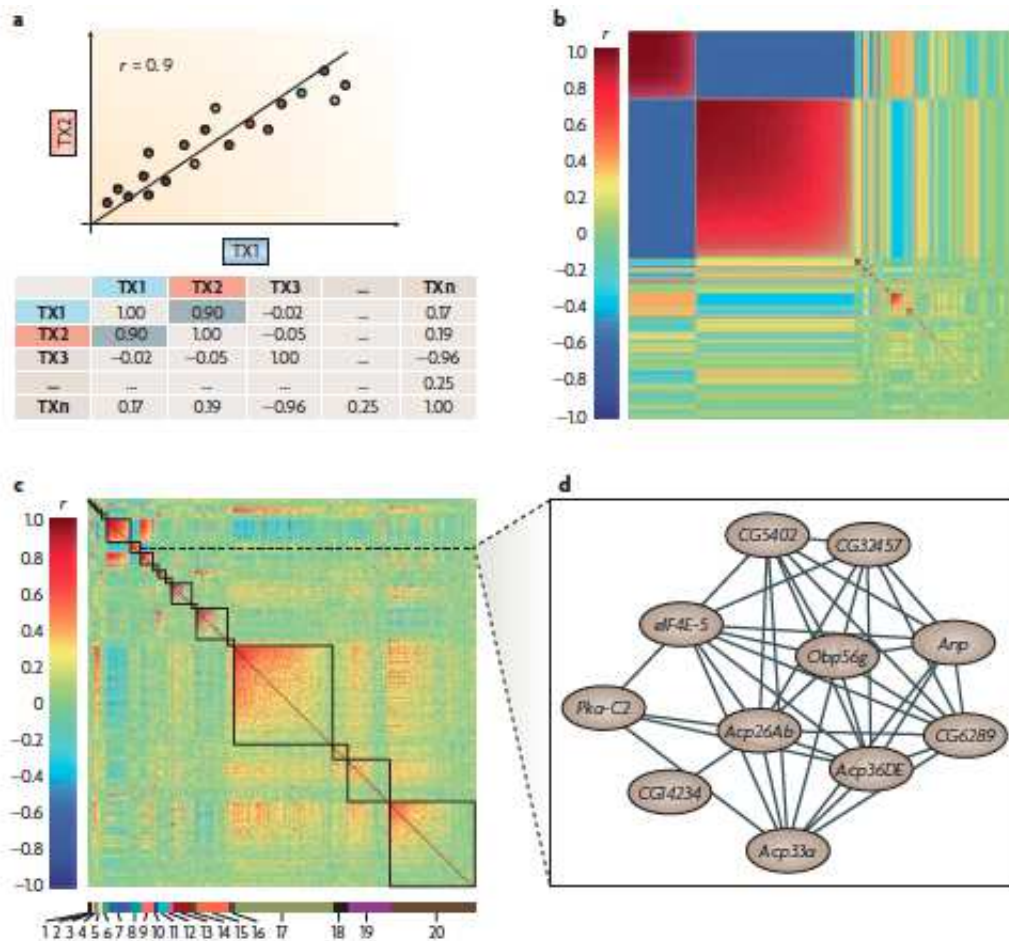 a
r = 0.9
TX2
TX1
TX1 TX2 TX3 ... TXn
TX1 1.00 0.90 −0.02 ... 0.17
TX2 0.90 1.00 −0.05 ... 0.19
TX3 −0.02 −0.05 1.00 ... −0.96
... ... ... ... ... 0.25
TXn 0.17 0.19 −0.96 0.25 1.00
b
r
1.0
0.8
0.6
0.4
0.2
0
−0.2
−0.4
−0.6
−0.8
−1.0
c
r
1.0
0.8
0.6
0.4
0.2
0
−0.2
−0.4
−0.6
−0.8
−1.0
1 2 3 4 5 6 7 8 9 10 11 12 13 14 15 16 17 18 19 20
d
CG5402
CG32457
eIF4E-5
Obp56g
Anp
Pka-C2
Acp26Ab
CG6289
Acp36DE
CG14234
Acp33a